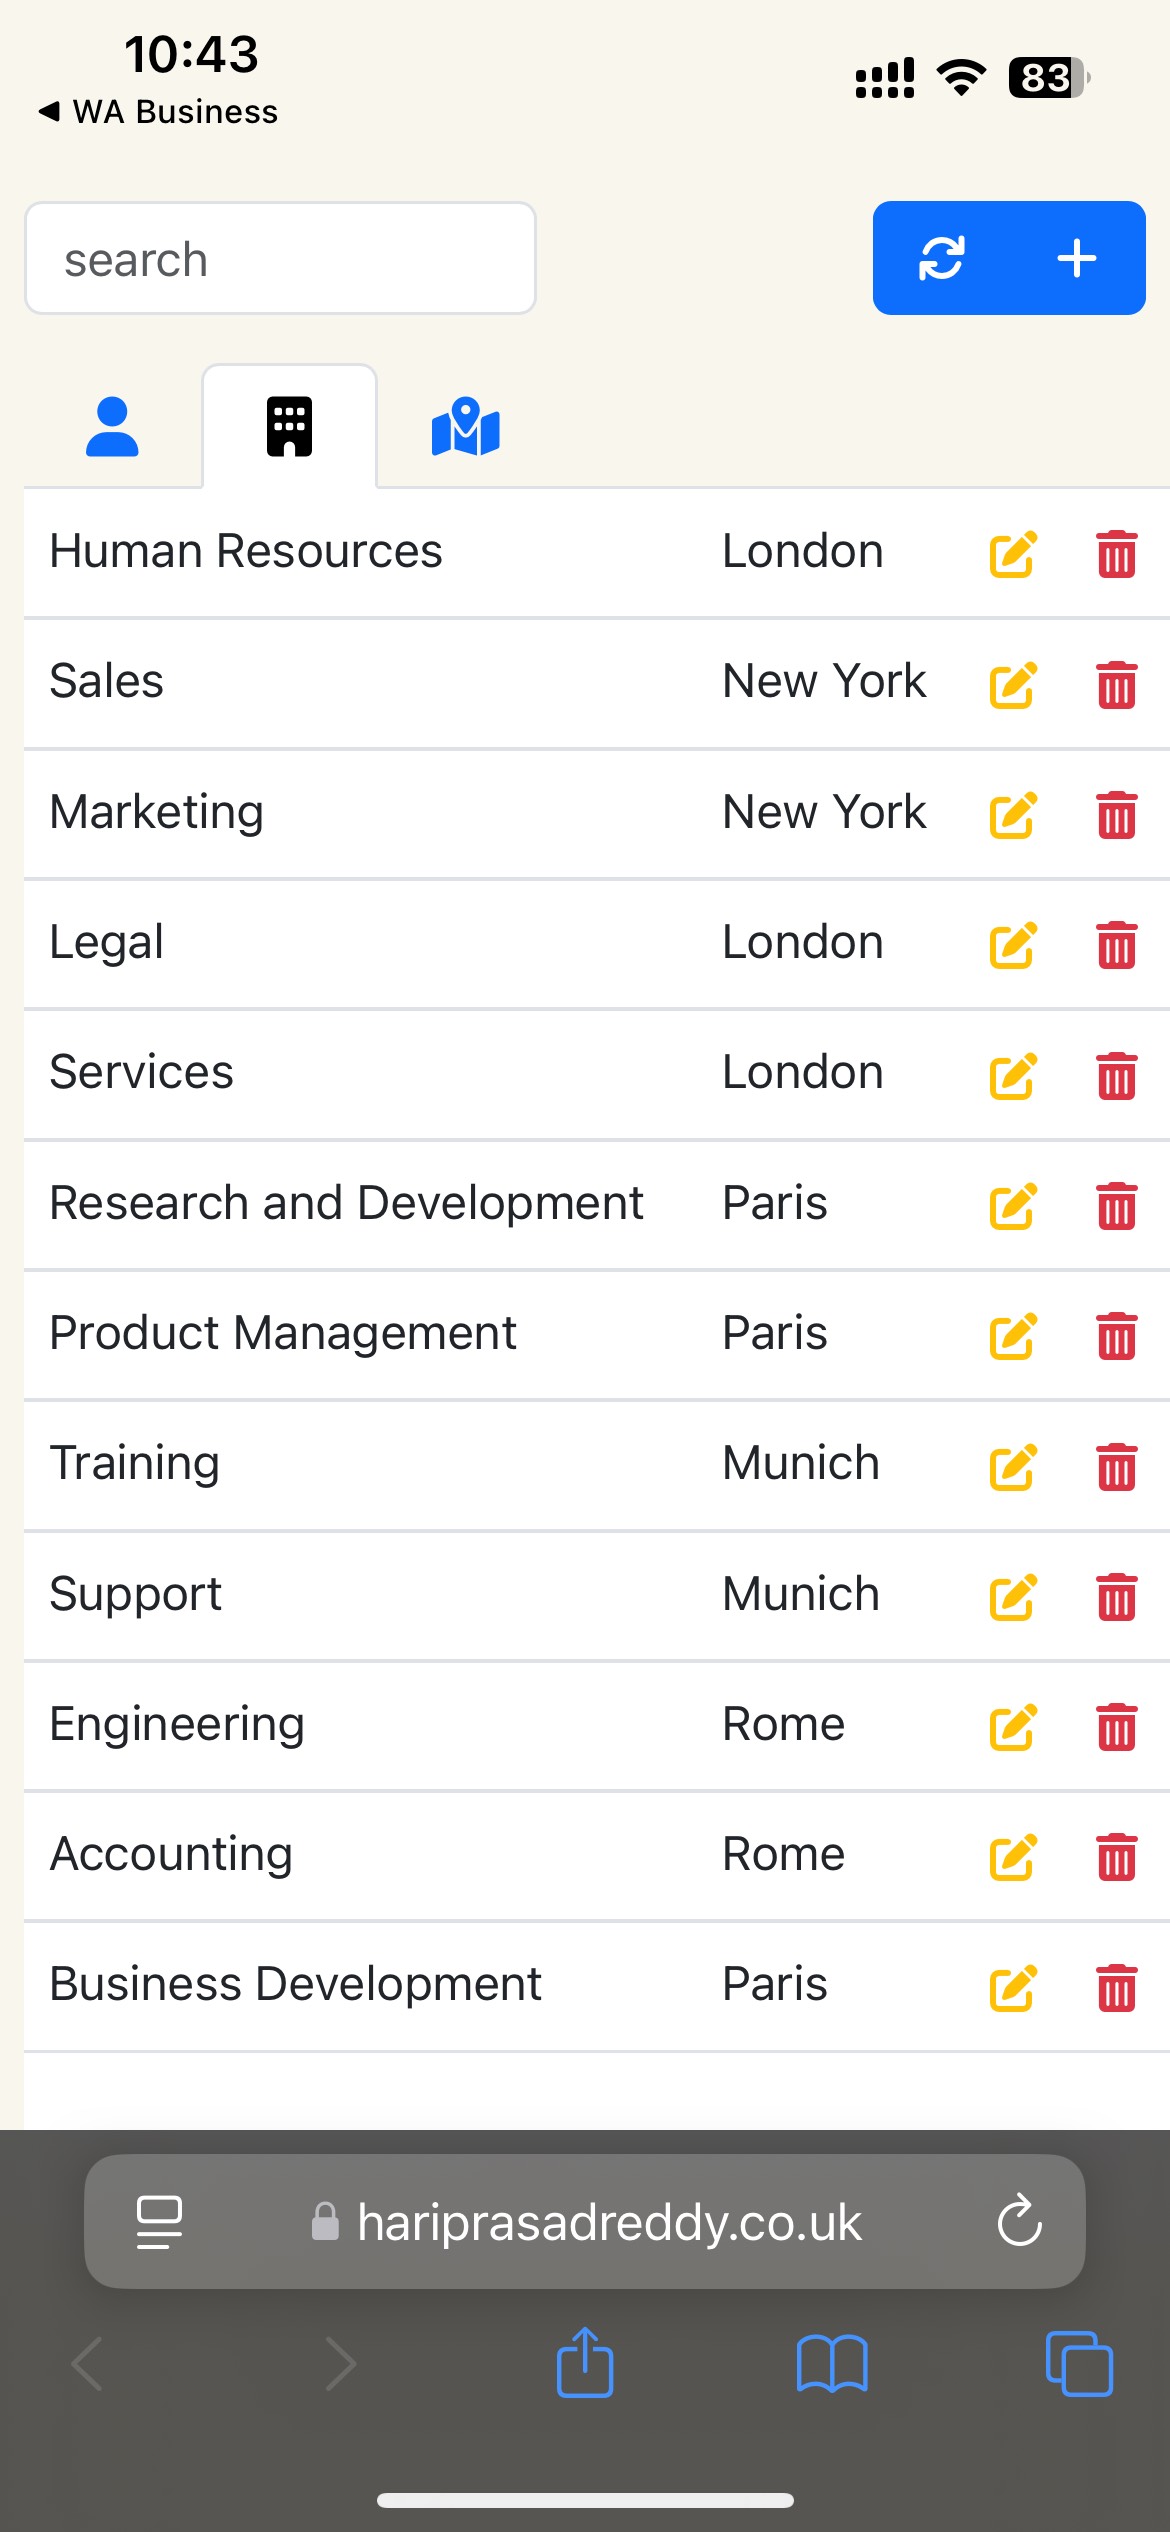 10:43
83
◀ WA Business
search
Human Resources London
Sales New York
Marketing New York
Legal London
Services London
Research and Development Paris
Product Management Paris
Training Munich
Support Munich
Engineering Rome
Accounting Rome
Business Development Paris
hariprasadreddy.co.uk